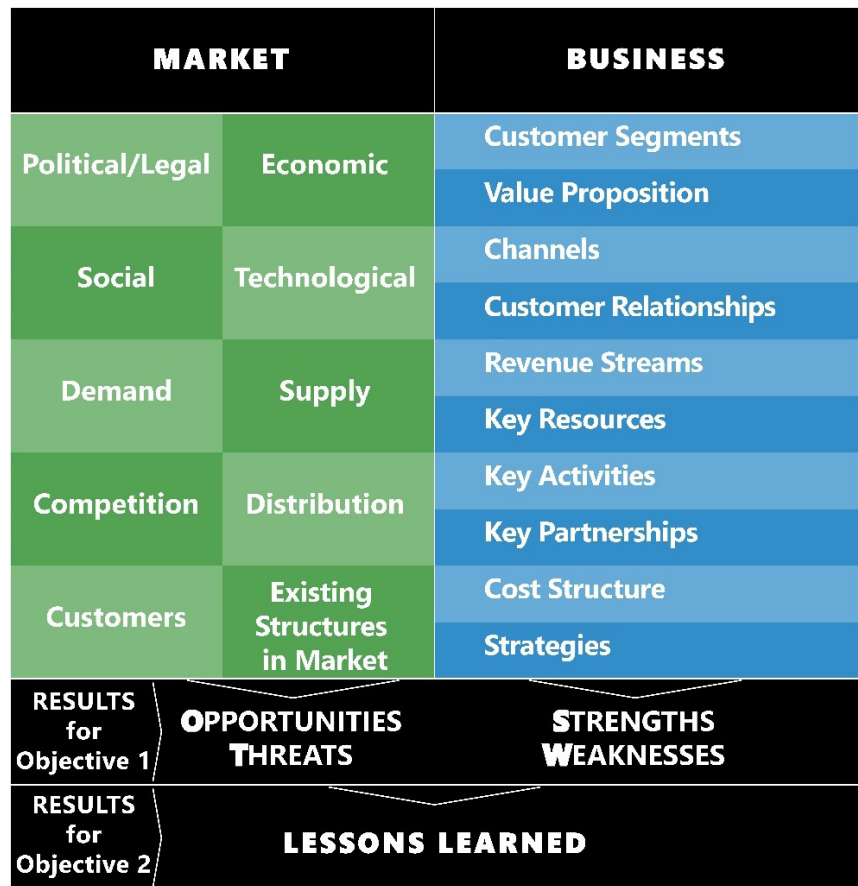 MARKET
BUSINESS
Political/Legal
Economic
Customer Segments
Value Proposition
Social
Technological
Channels
Customer Relationships
Demand
Supply
Revenue Streams
Key Resources
Competition
Distribution
Key Activities
Key Partnerships
Customers
Existing
Structures
in Market
Cost Structure
Strategies
RESULTS
for
Objective 1
OPPORTUNITIES
THREATS
STRENGTHS
WEAKNESSES
RESULTS
for
Objective 2
LESSONS LEARNED